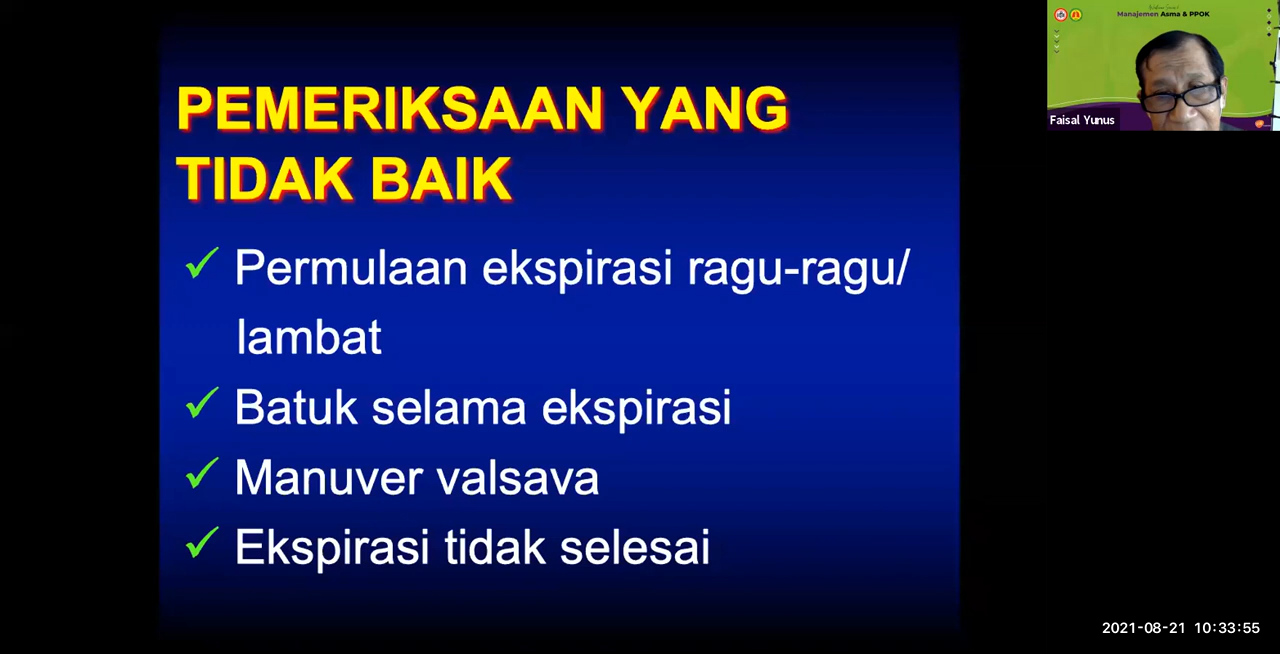 PEMERIKSAAN YANG
TIDAK BAIK
✓ Permulaan ekspirasi ragu-ragu/
lambat
✓ Batuk selama ekspirasi
✓ Manuver valsava
✓ Ekspirasi tidak selesai
Manajemen Asma & PPOK
Faisal Yunus
2021-08-21 10:33:55